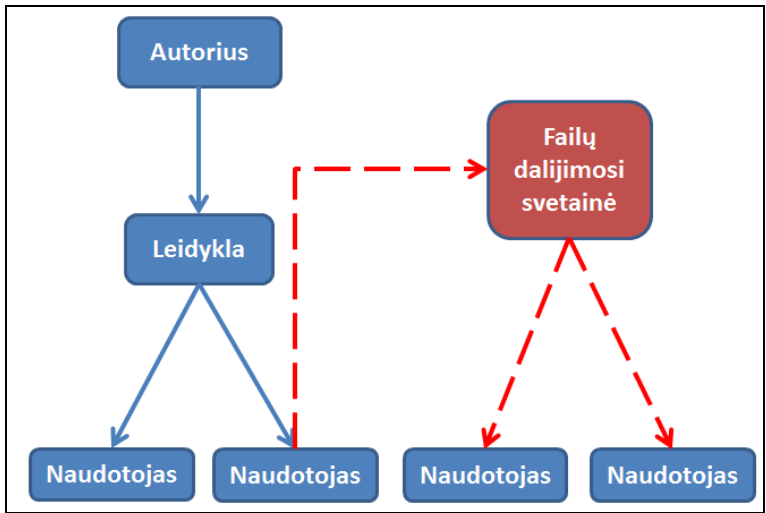 Autorius
Failų
dalijimosi
svetainė
Leidykla
Naudotojas
Naudotojas
Naudotojas
Naudotojas